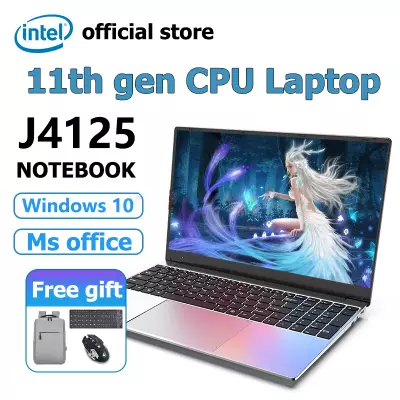 intel official store
11th gen CPU Laptop
J4125
NOTEBOOK
Windows 10
Ms office
Free gift